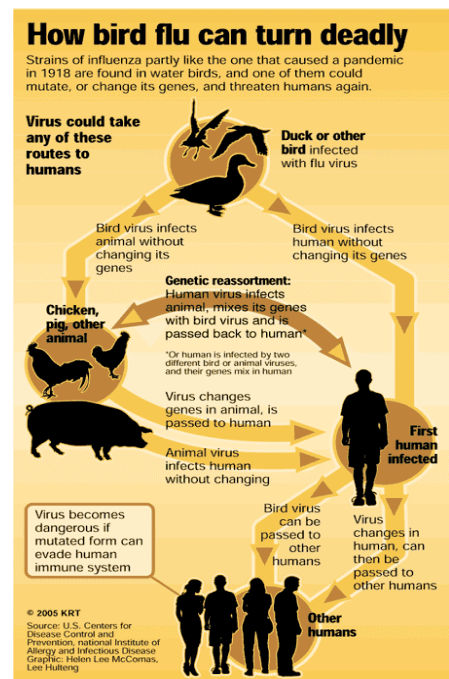 How bird flu can turn deadly
Strains of influenza partly like the one that caused a pandemic
in 1918 are found in water birds, and one of them could
mutate, or change its genes, and threaten humans again.
Virus could take
any of these
routes to
humans
Duck or other
bird infected
with flu virus
Bird virus infects
animal without
changing its
genes
Bird virus infects
human without
changing its genes
Genetic reassortment:
Human virus infects
animal, mixes its genes
with bird virus and is
passed back to human*
*Or human is infected by two
different bird or animal viruses,
and their genes mix in human
Chicken,
pig, other
animal
Virus changes
genes in animal, is
passed to human
Animal virus
infects human
without changing
First
human
infected
Bird virus
can be
passed to
other
humans
Virus
changes in
human, can
then be
passed to
other humans
Virus becomes
dangerous if
mutated form can
evade human
immune system
Other
humans
© 2005 KRT
Source: U.S. Centers for
Disease Control and
Prevention, national Institute of
Allergy and Infectious Disease
Graphic: Helen Lee McComas,
Lee Hulteng